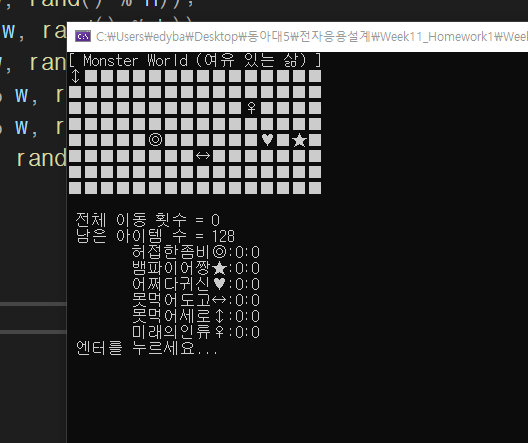 , rand() % h));
w, rand() % h
w, ran
% w, r
% w, r
rand
C:\Users\edyba\Desktop\동아대5\전자응용설계\Week11_Homework1\Wee
[ Monster World (여유 있는 삶) ]
↕■■■■■■■■■■■■■■■
■■■■■■■■■■■■■■■■
■■■■■■■■■■■♀■■■■
■■■■■■■■■■■■■■■■
■■■■■◎■■■■■■♥■★■
■■■■■■■■↔■■■■■■■
■■■■■■■■■■■■■■■■
■■■■■■■■■■■■■■■■
전체 이동 횟수 = 0
남은 아이템 수 = 128
허접한좀비◎:0:0
뱀파이어짱★:0:0
어쩌다귀신♥:0:0
못먹어도고↔:0:0
못먹어세로↕:0:0
미래의인류♀:0:0
엔터를 누르세요...